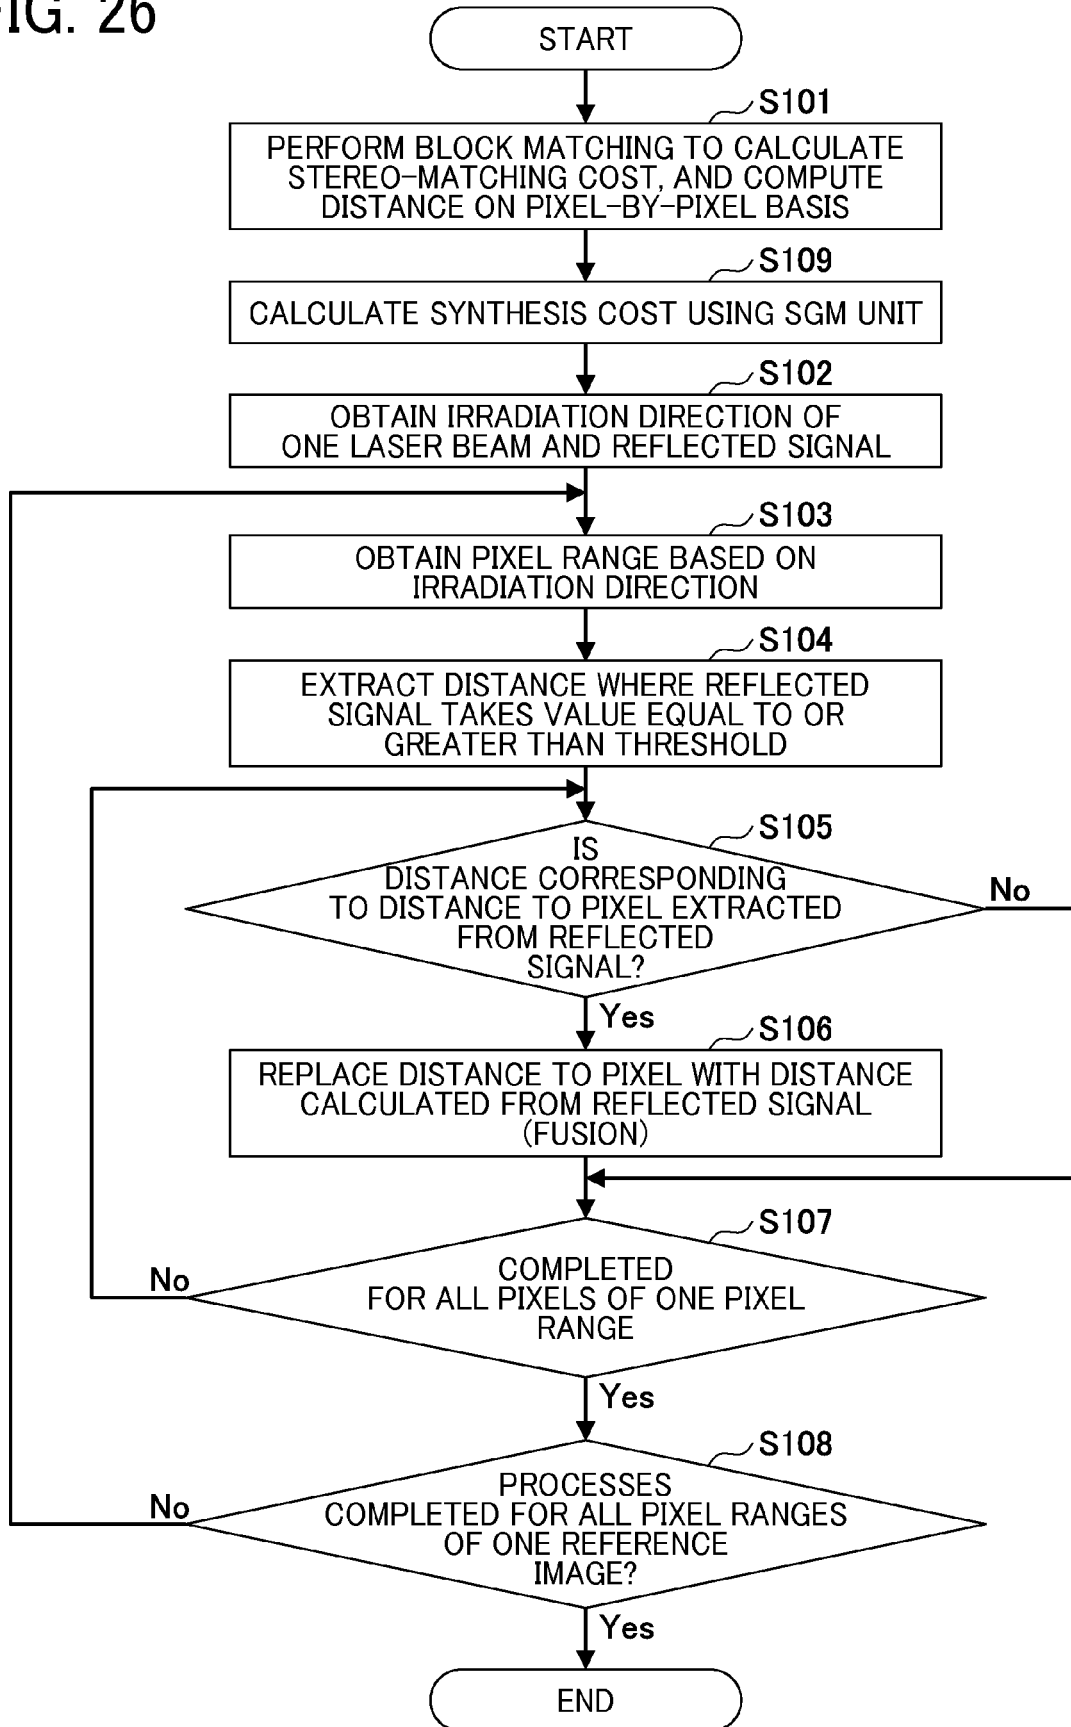 FIG. 26
START
S101
PERFORM BLOCK MATCHING TO CALCULATE
STEREO-MATCHING COST, AND COMPUTE
DISTANCE ON PIXEL-BY-PIXEL BASIS
S109
CALCULATE SYNTHESIS COST USING SGM UNIT
S102
OBTAIN IRRADIATION DIRECTION OF
ONE LASER BEAM AND REFLECTED SIGNAL
S103
OBTAIN PIXEL RANGE BASED ON
IRRADIATION DIRECTION
S104
EXTRACT DISTANCE WHERE REFLECTED
SIGNAL TAKES VALUE EQUAL TO OR
GREATER THAN THRESHOLD
S105
IS
DISTANCE CORRESPONDING
TO DISTANCE TO PIXEL EXTRACTED
FROM REFLECTED
SIGNAL?
No
Yes
S106
REPLACE DISTANCE TO PIXEL WITH DISTANCE
CALCULATED FROM REFLECTED SIGNAL
(FUSION)
S107
COMPLETED
FOR ALL PIXELS OF ONE PIXEL
RANGE
No
Yes
S108
PROCESSES
COMPLETED FOR ALL PIXEL RANGES
OF ONE REFERENCE
IMAGE?
No
Yes
END